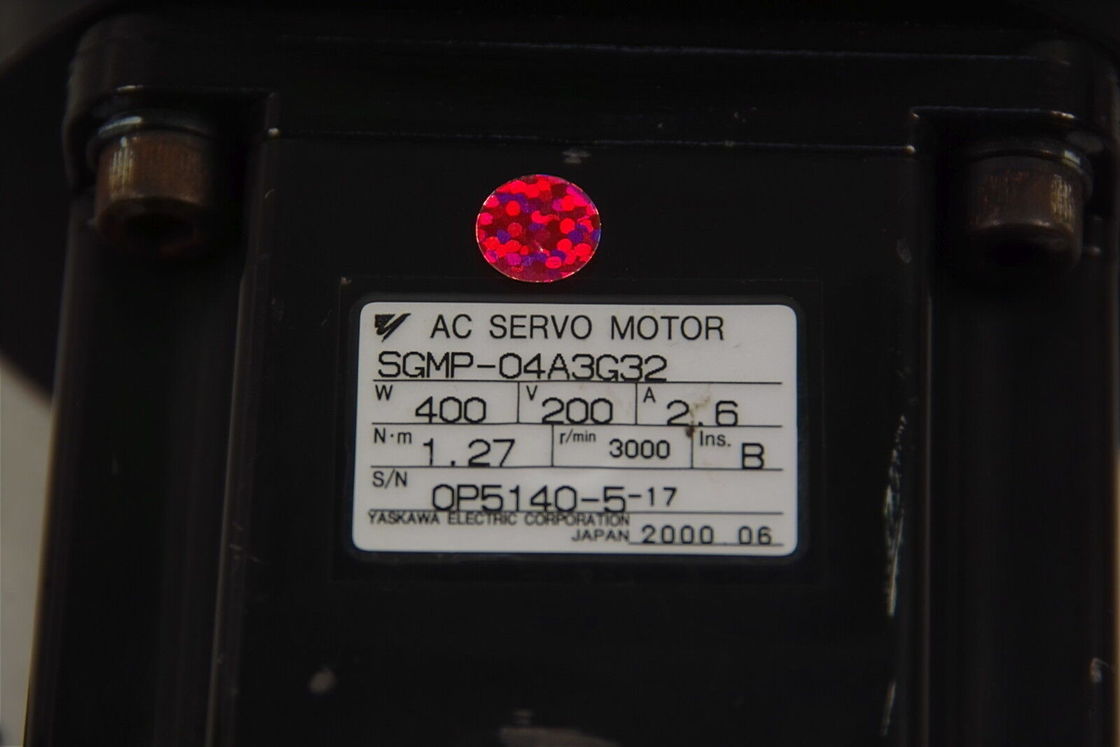 AC SERVO MOTOR
SGMP-04A3G32
W 400 V 200 A 2.6
N·m 1.27 r/min 3000 Ins. B
S/N 0P5140-5-17
YASKAWA ELECTRIC CORPORATION
JAPAN 2000.06